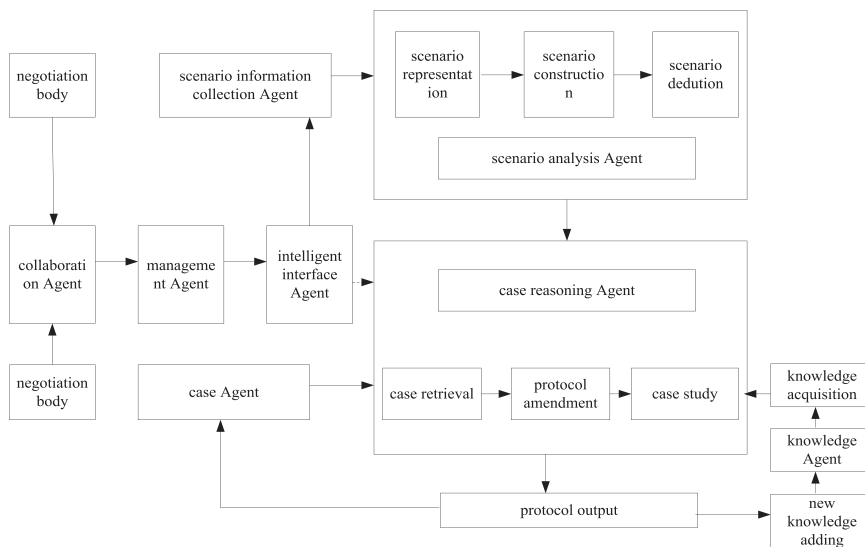 negotiation
body
scenario information
collection Agent
scenario
representat
ion
scenario
constructio
n
scenario
dedution
scenario analysis Agent
collaborati
on Agent
manageme
nt Agent
intelligent
interface
Agent
case reasoning Agent
negotiation
body
case Agent
case retrieval
protocol
amendment
case study
knowledge
acquisition
knowledge
Agent
protocol output
new
knowledge
adding